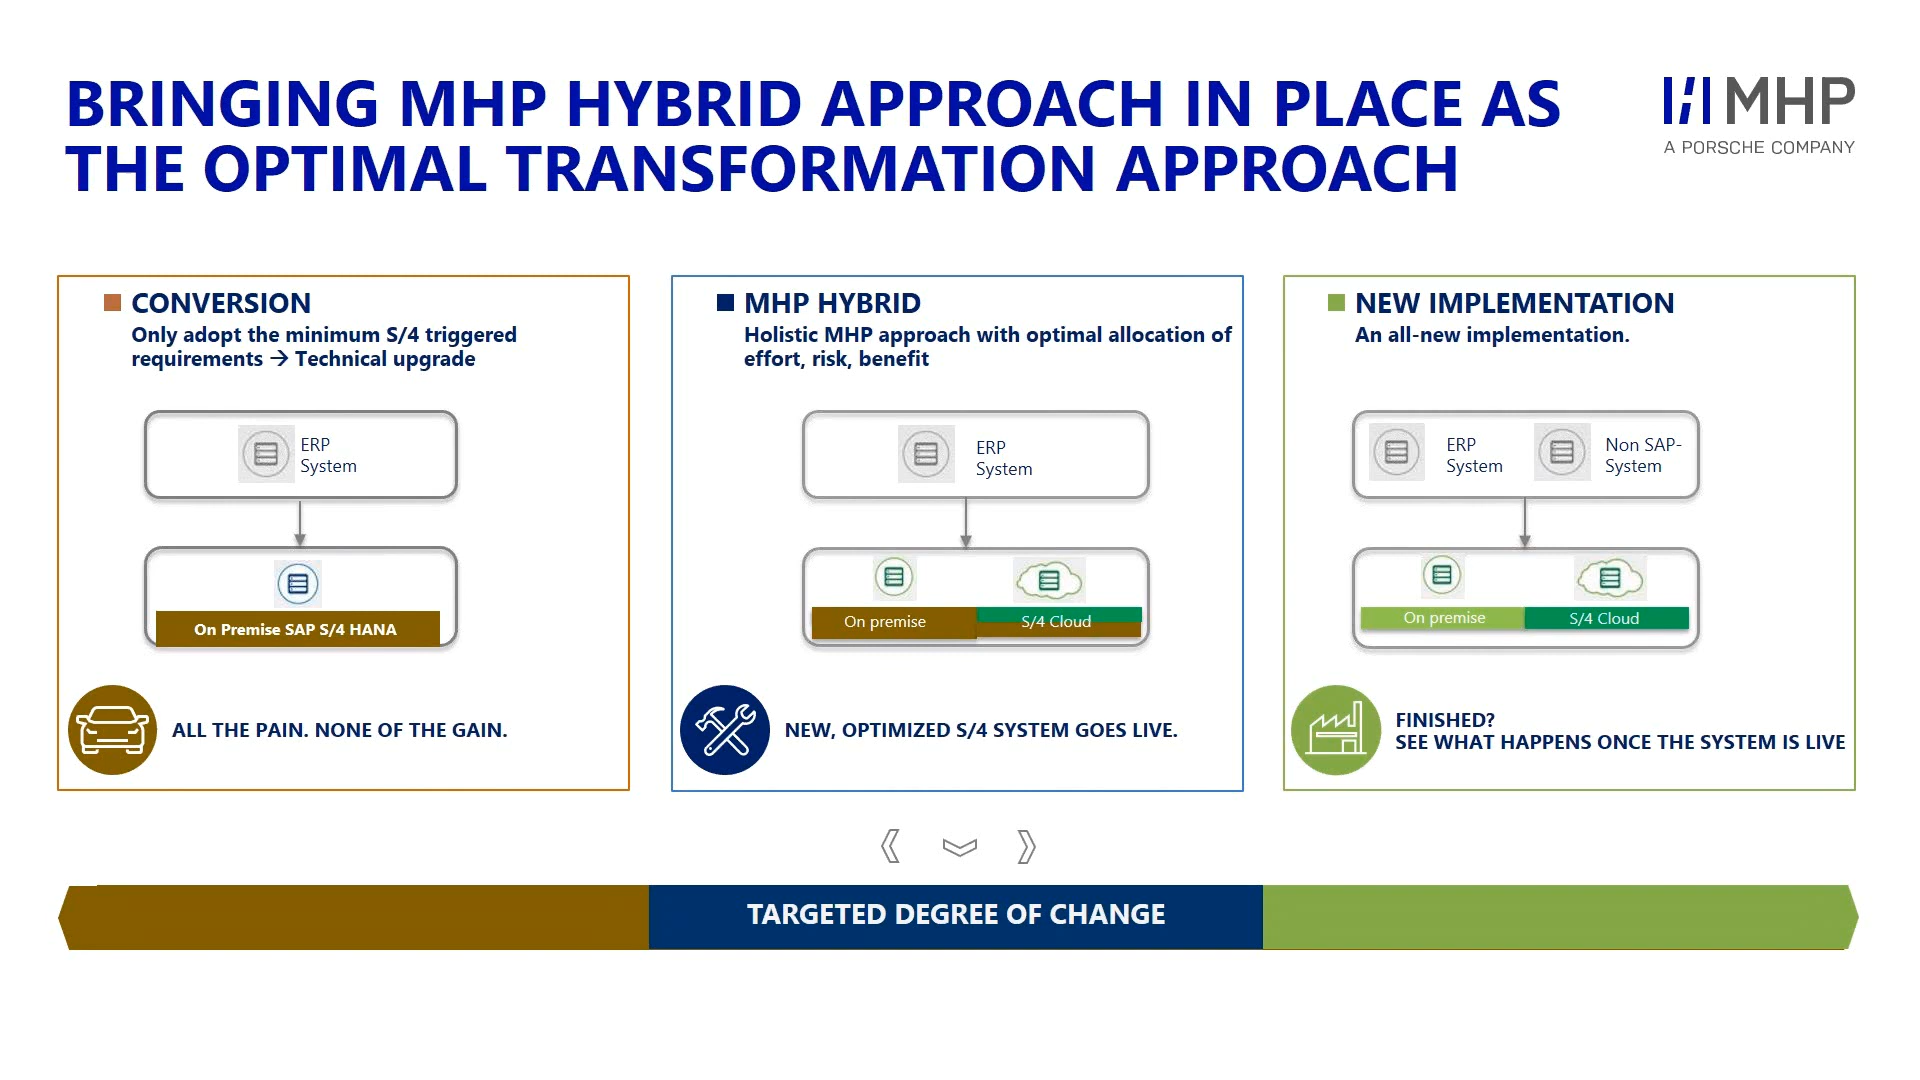 BRINGING MHP HYBRID APPROACH IN PLACE AS
THE OPTIMAL TRANSFORMATION APPROACH
MHP
A PORSCHE COMPANY
CONVERSION
Only adopt the minimum S/4 triggered
requirements → Technical upgrade
ERP
System
On Premise SAP S/4 HANA
ALL THE PAIN. NONE OF THE GAIN.
MHP HYBRID
Holistic MHP approach with optimal allocation of
effort, risk, benefit
ERP
System
On premise
S/4 Cloud
NEW, OPTIMIZED S/4 SYSTEM GOES LIVE.
NEW IMPLEMENTATION
An all-new implementation.
ERP
System
Non SAP-
System
On premise
S/4 Cloud
FINISHED?
SEE WHAT HAPPENS ONCE THE SYSTEM IS LIVE
TARGETED DEGREE OF CHANGE